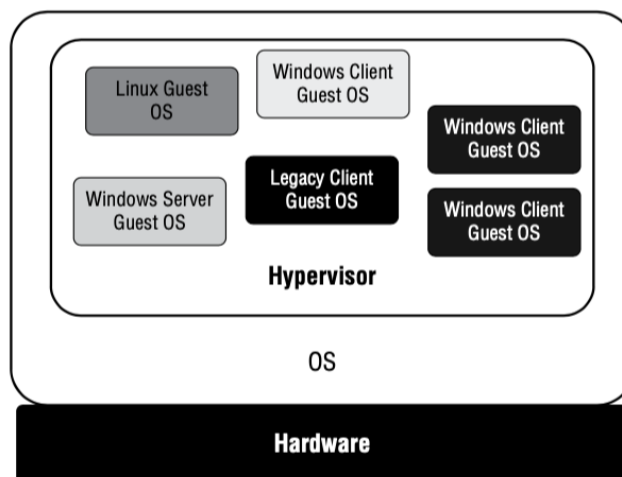 Linux Guest
OS
Windows Client
Guest OS
Windows Client
Guest OS
Legacy Client
Guest OS
Windows Server
Guest OS
Windows Client
Guest OS
Hypervisor
OS
Hardware